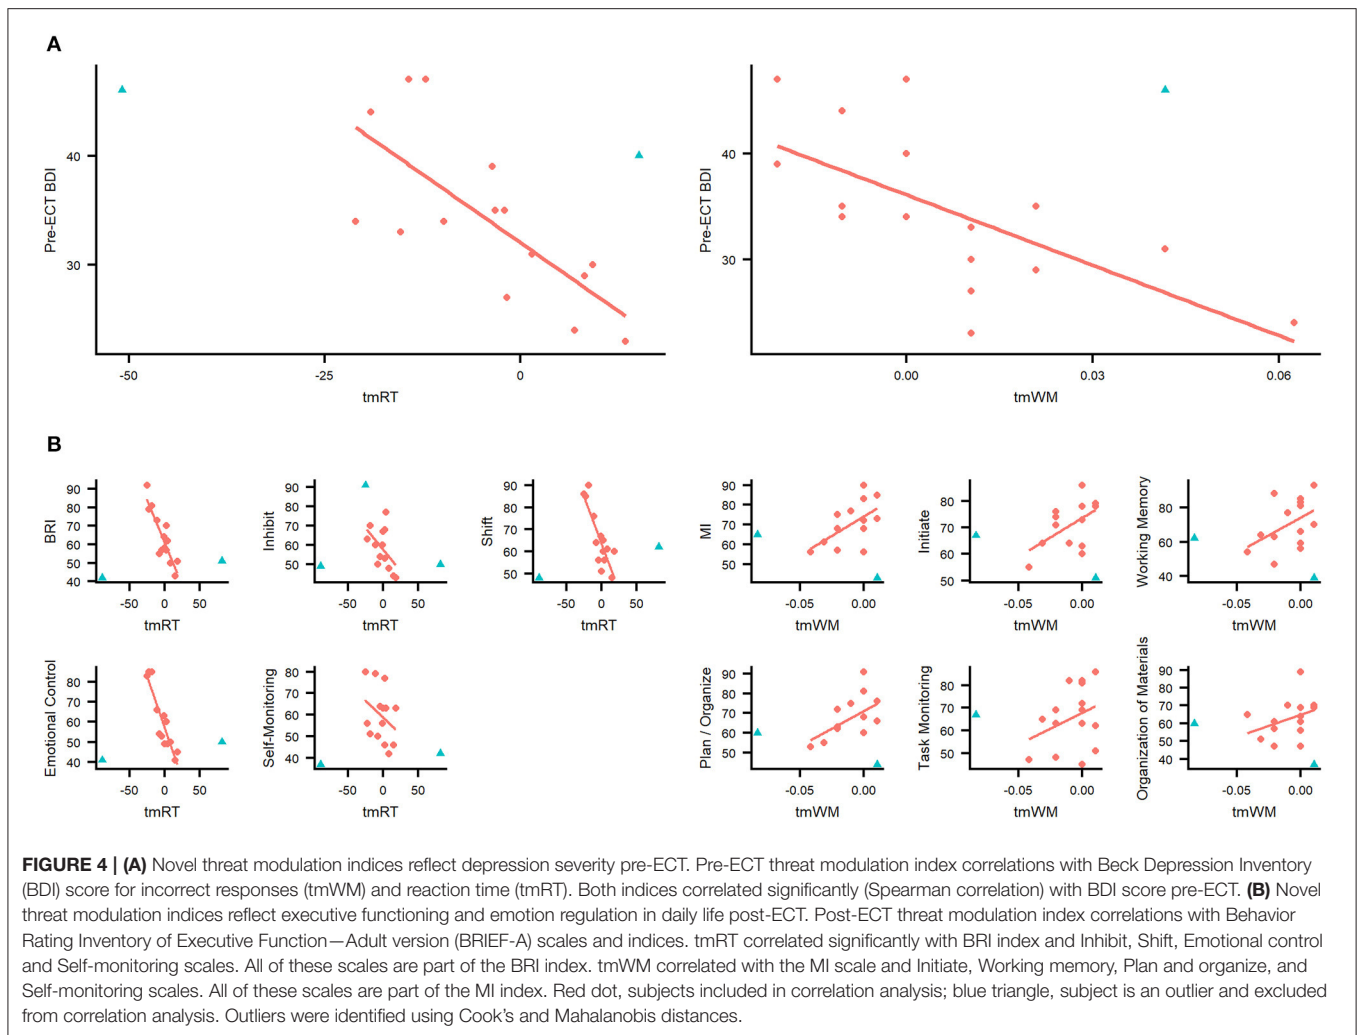 A
40
30
Pre-ECT BDI
-50 -25 0
tmRT
40
30
Pre-ECT BDI
0.00 0.03 0.06
tmWM
B
90
80
70
60
50
40
BRI
-50 0 50
tmRT
90
80
70
60
50
Inhibit
-50 0 50
tmRT
90
80
70
60
50
Shift
-50 0 50
tmRT
90
80
70
60
50
MI
-0.05 0.00
tmWM
80
70
60
50
Initiate
-0.05 0.00
tmWM
80
60
40
Working Memory
-0.05 0.00
tmWM
80
70
60
50
40
Emotional Control
-50 0 50
tmRT
80
70
60
50
40
Self-Monitoring
-50 0 50
tmRT
90
80
70
60
50
Plan / Organize
-0.05 0.00
tmWM
80
70
60
50
Task Monitoring
-0.05 0.00
tmWM
90
80
70
60
50
40
Organization of Materials
-0.05 0.00
tmWM
FIGURE 4 | (A) Novel threat modulation indices reflect depression severity pre-ECT. Pre-ECT threat modulation index correlations with Beck Depression Inventory
(BDI) score for incorrect responses (tmWM) and reaction time (tmRT). Both indices correlated significantly (Spearman correlation) with BDI score pre-ECT. (B) Novel
threat modulation indices reflect executive functioning and emotion regulation in daily life post-ECT. Post-ECT threat modulation index correlations with Behavior
Rating Inventory of Executive Function—Adult version (BRIEF-A) scales and indices. tmRT correlated significantly with BRI index and Inhibit, Shift, Emotional control
and Self-monitoring scales. All of these scales are part of the BRI index. tmWM correlated with the MI scale and Initiate, Working memory, Plan and organize, and
Self-monitoring scales. All of these scales are part of the MI index. Red dot, subjects included in correlation analysis; blue triangle, subject is an outlier and excluded
from correlation analysis. Outliers were identified using Cook's and Mahalanobis distances.